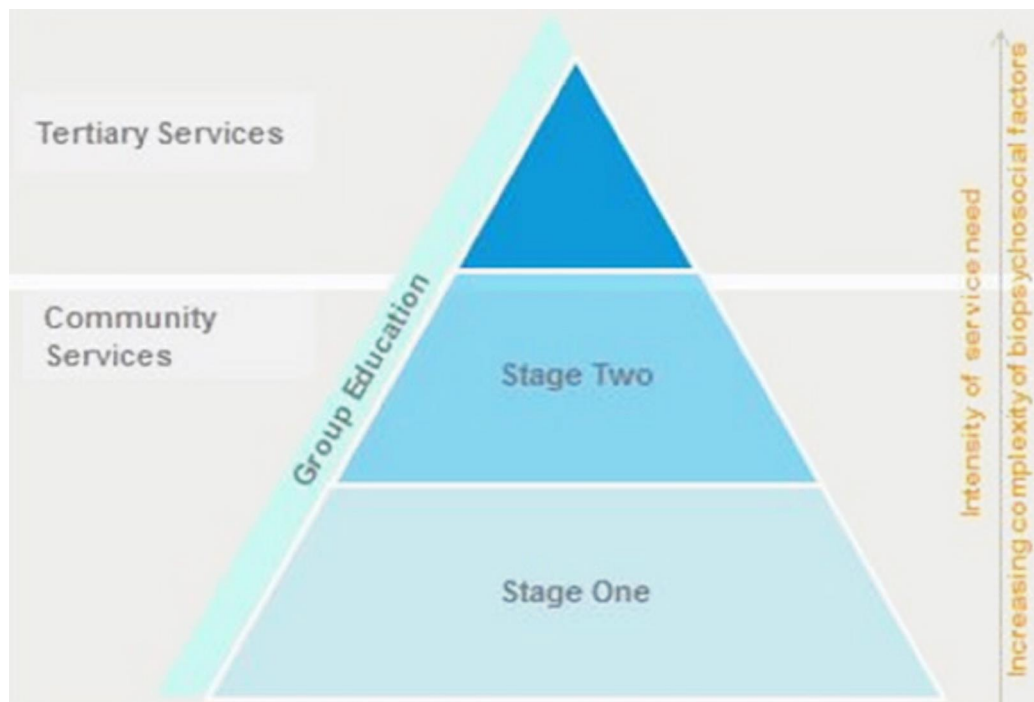 Tertiary Services
Community
Services
Group Education
Stage Two
Stage One
Intensity of service need
Increasing complexity of biopsychosocial factors